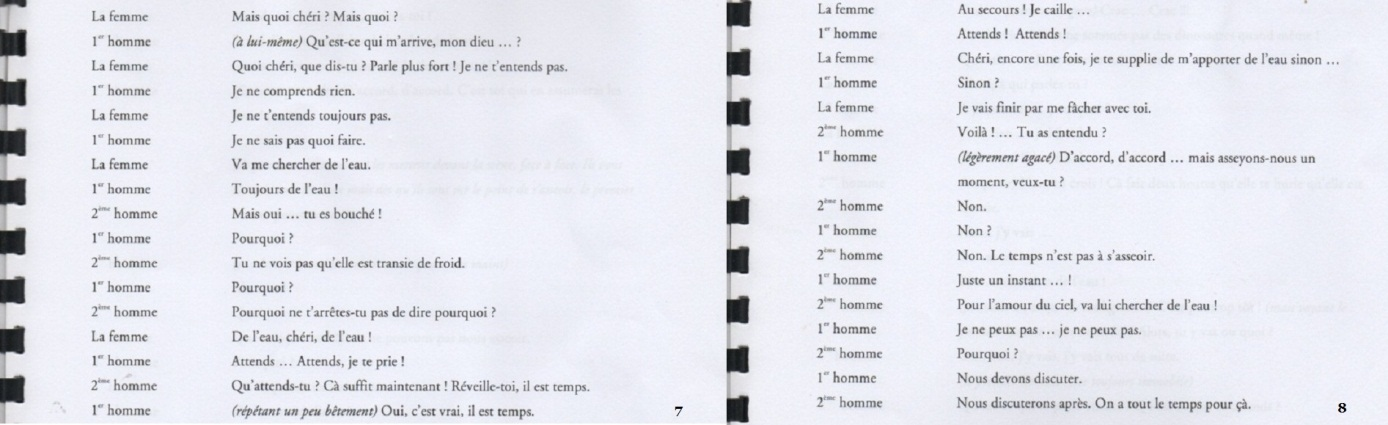 La femme Mais quoi chéri ? Mais quoi ?
1er homme (à lui-même) Qu'est-ce qui m'arrive, mon dieu … ?
La femme Quoi chéri, que dis-tu ? Parle plus fort ! Je ne t'entends pas.
1er homme Je ne comprends rien.
La femme Je ne t'entends toujours pas.
1er homme Je ne sais pas quoi faire.
La femme Va me chercher de l'eau.
1er homme Toujours de l'eau !
2ème homme Mais oui … tu es bouché !
1er homme Pourquoi ?
2ème homme Tu ne vois pas qu'elle est transie de froid.
1er homme Pourquoi ?
2ème homme Pourquoi ne t'arrêtes-tu pas de dire pourquoi ?
La femme De l'eau, chéri, de l'eau !
1er homme Attends … Attends, je te prie !
2ème homme Qu'attends-tu ? Cà suffit maintenant ! Réveille-toi, il est temps.
1er homme (répétant un peu bêtement) Oui, c'est vrai, il est temps.
7
La femme Au secours ! Je caille …
1er homme Attends ! Attends !
La femme Chéri, encore une fois, je te supplie de m'apporter de l'eau sinon …
1er homme Sinon ?
La femme Je vais finir par me fâcher avec toi.
2ème homme Voilà ! … Tu as entendu ?
1er homme (légèrement agacé) D'accord, d'accord … mais asseyons-nous un
moment, veux-tu ?
2ème homme Non.
1er homme Non ?
2ème homme Non. Le temps n'est pas à s'asseoir.
1er homme Juste un instant … !
2ème homme Pour l'amour du ciel, va lui chercher de l'eau !
1er homme Je ne peux pas … je ne peux pas.
2ème homme Pourquoi ?
1er homme Nous devons discuter.
2ème homme Nous discuterons après. On a tout le temps pour çà.
8